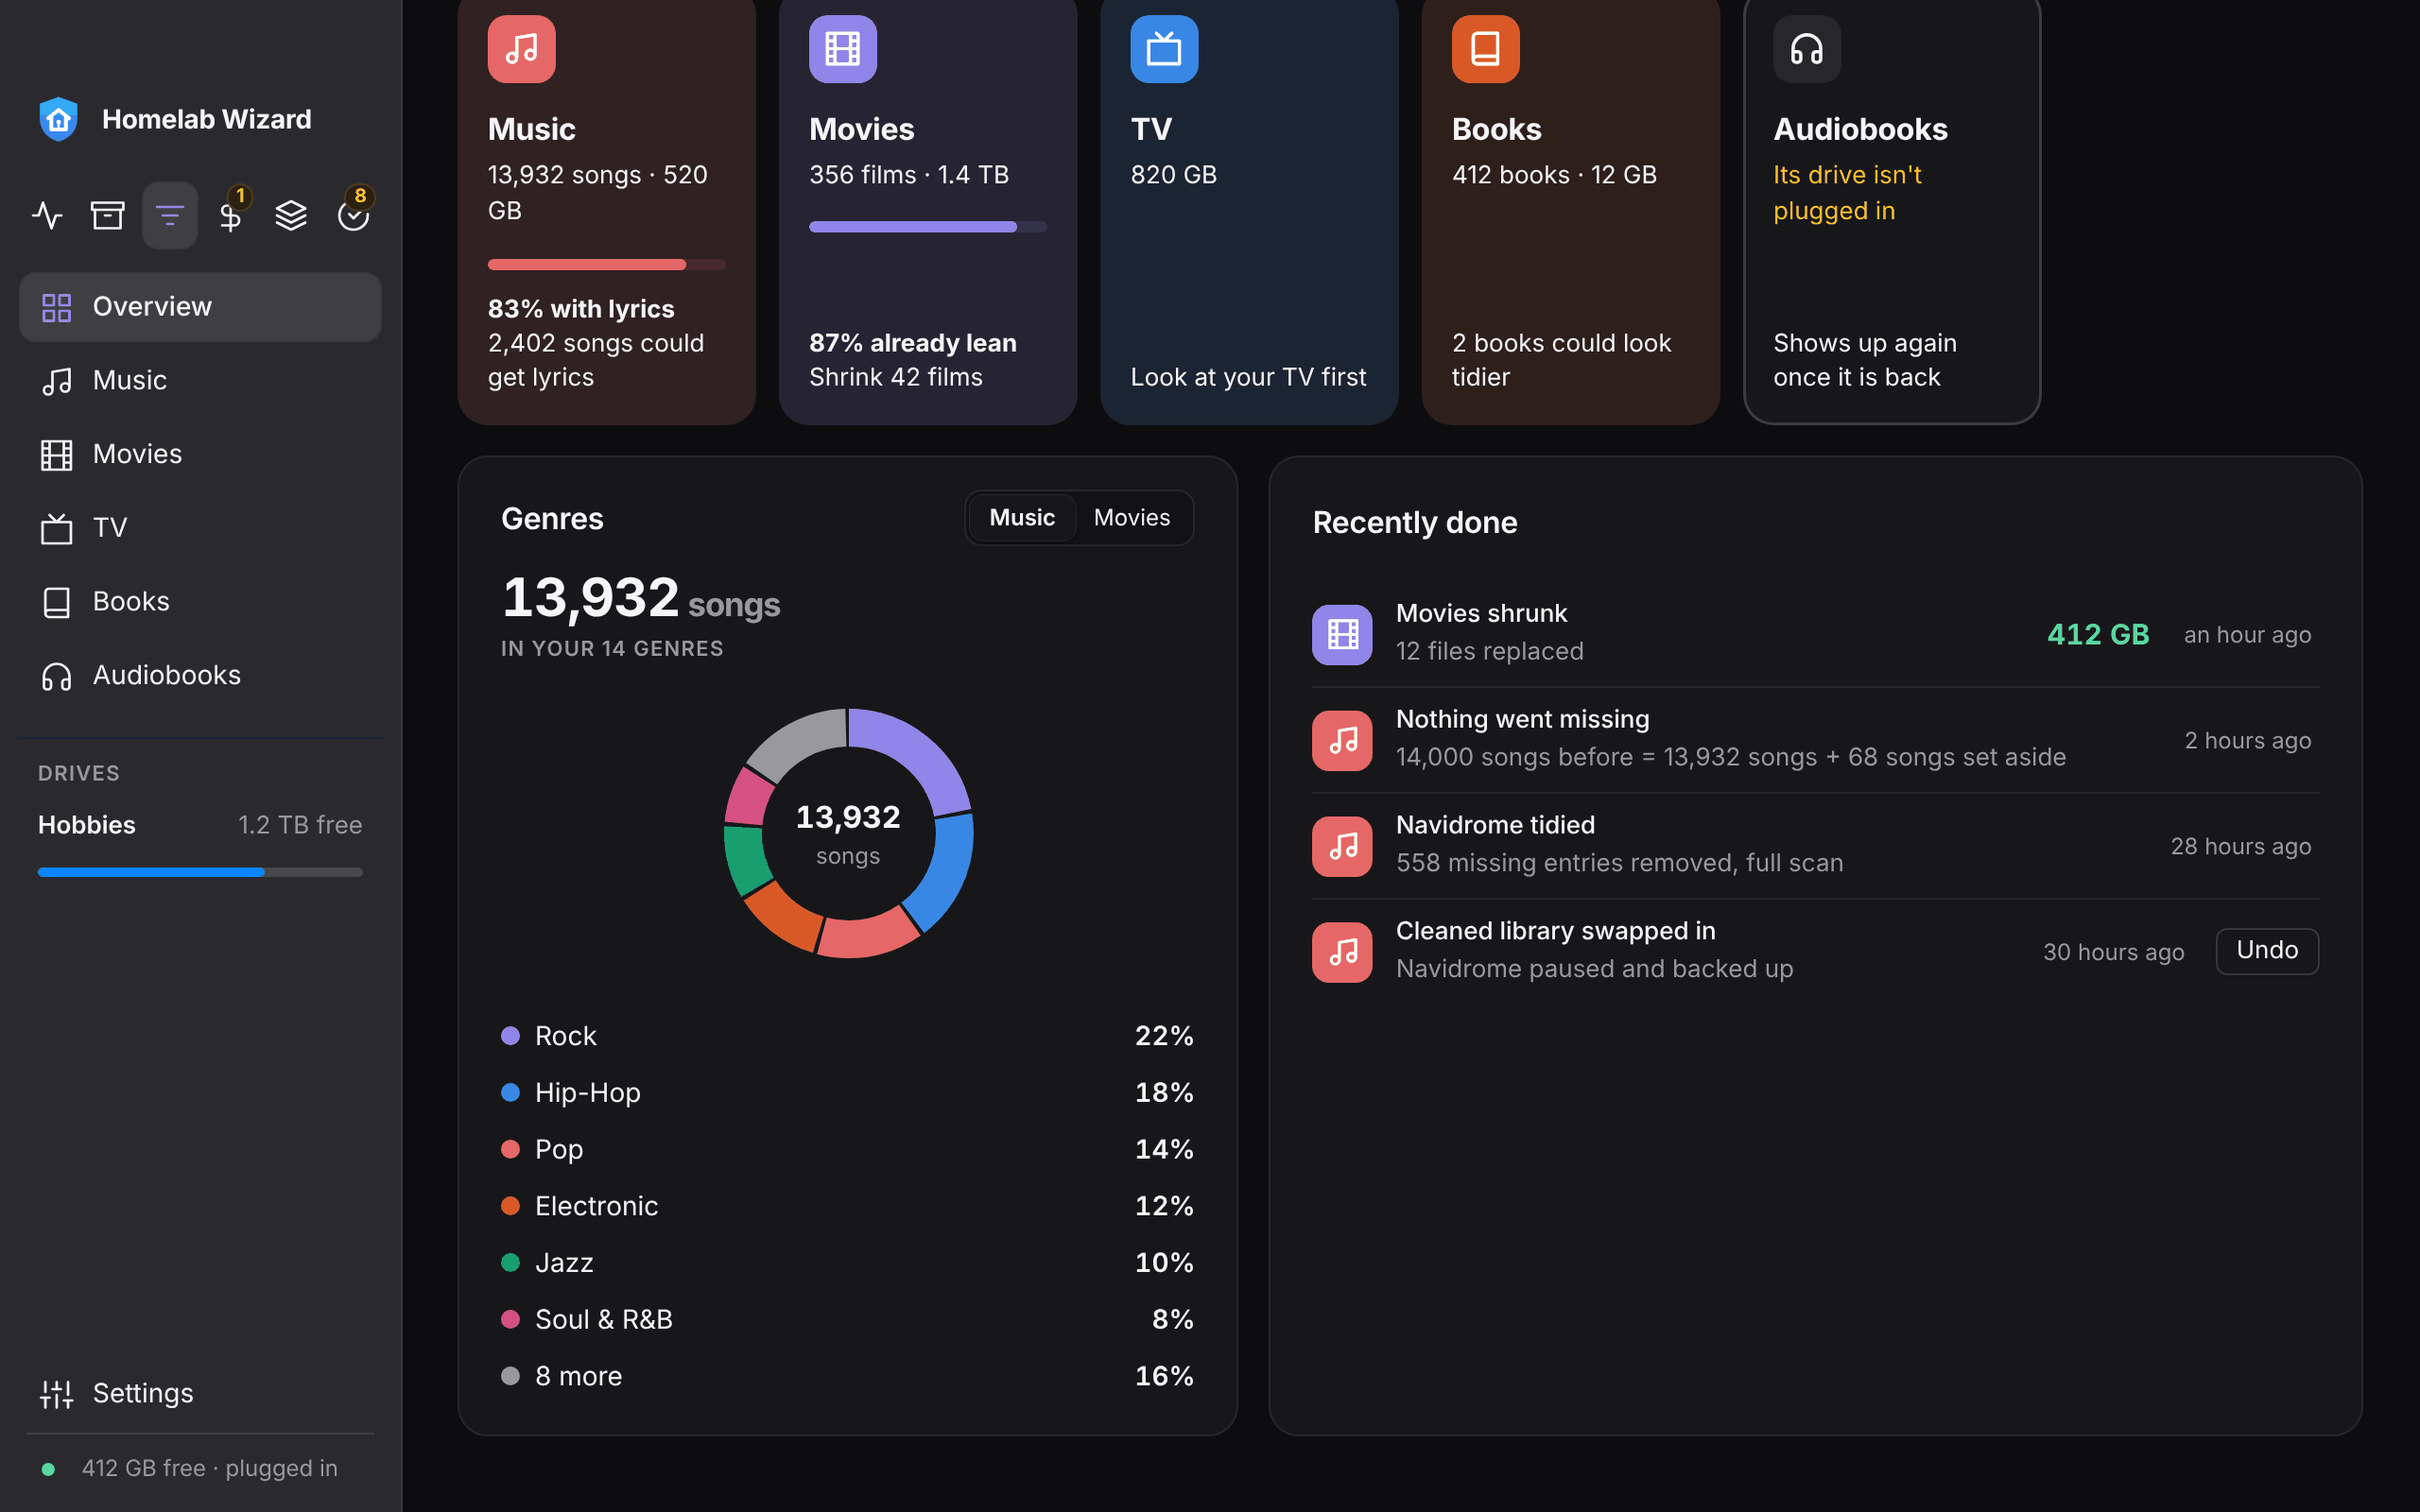 Homelab Wizard
1
8
Overview
Music
Movies
TV
Books
Audiobooks
DRIVES
Hobbies
1.2 TB free
Settings
412 GB free · plugged in
Music
13,932 songs · 520
GB
83% with lyrics
2,402 songs could
get lyrics
Movies
356 films · 1.4 TB
87% already lean
Shrink 42 films
TV
820 GB
Look at your TV first
Books
412 books · 12 GB
2 books could look
tidier
Audiobooks
Its drive isn't
plugged in
Shows up again
once it is back
Genres
Music
Movies
13,932 songs
IN YOUR 14 GENRES
13,932
songs
Rock 22%
Hip-Hop 18%
Pop 14%
Electronic 12%
Jazz 10%
Soul & R&B 8%
8 more 16%
Recently done
Movies shrunk
12 files replaced
412 GB
an hour ago
Nothing went missing
14,000 songs before = 13,932 songs + 68 songs set aside
2 hours ago
Navidrome tidied
558 missing entries removed, full scan
28 hours ago
Cleaned library swapped in
Navidrome paused and backed up
30 hours ago
Undo